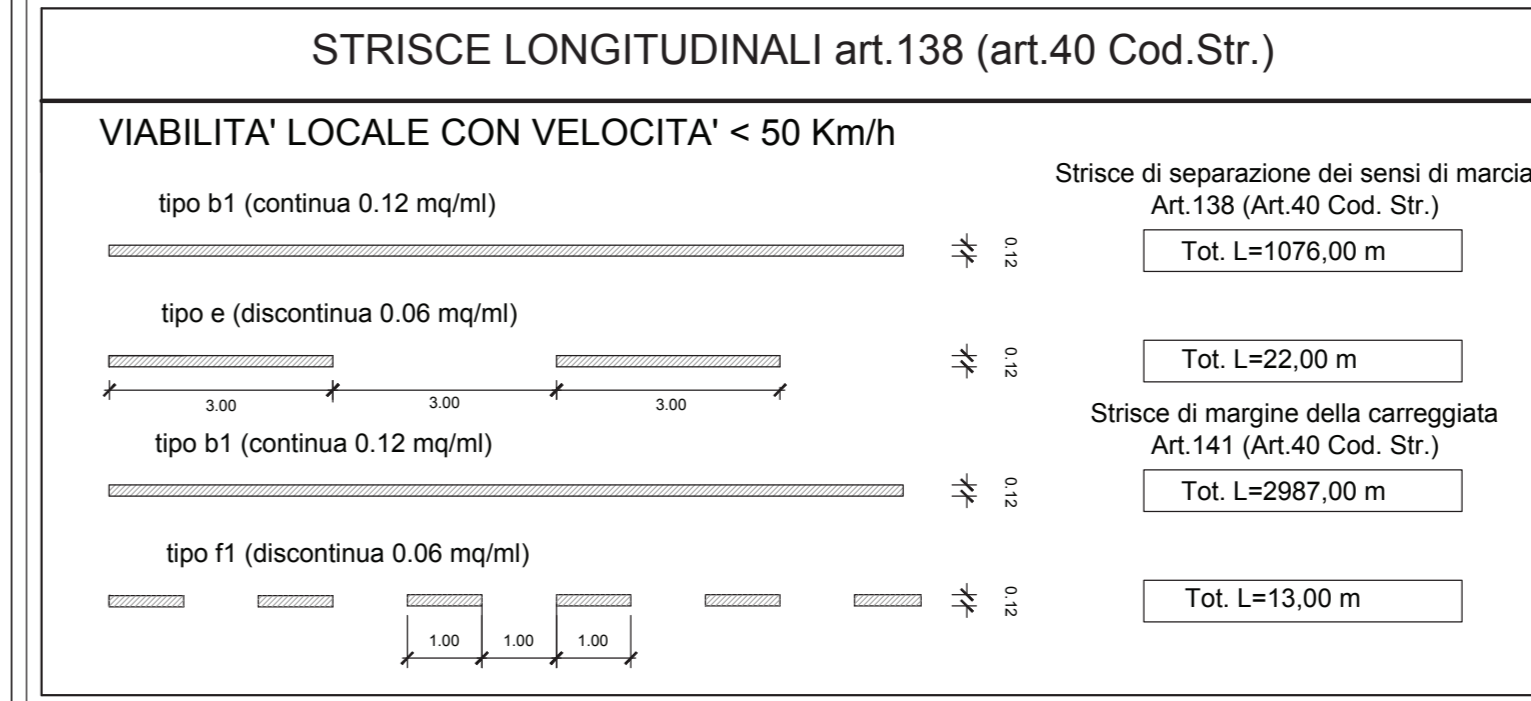 STRISCE LONGITUDINALI art.138 (art.40 Cod.Str.)
VIABILITA' LOCALE CON VELOCITA' < 50 Km/h
Strisce di separazione dei sensi di marcia
Art.138 (Art.40 Cod. Str.)
tipo b1 (continua 0.12 mq/ml)
0.12
Tot. L=1076,00 m
tipo e (discontinua 0.06 mq/ml)
0.12
Tot. L=22,00 m
3.00 3.00 3.00
Strisce di margine della carreggiata
Art.141 (Art.40 Cod. Str.)
tipo b1 (continua 0.12 mq/ml)
0.12
Tot. L=2987,00 m
tipo f1 (discontinua 0.06 mq/ml)
0.12
Tot. L=13,00 m
1.00 1.00 1.00